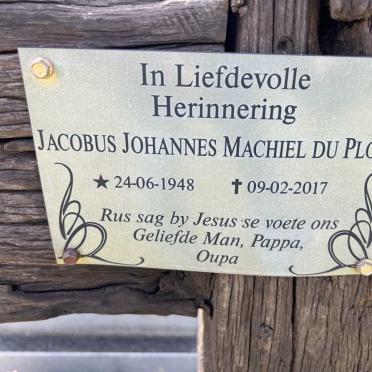 In Liefdevolle
Herinnering
JACOBUS JOHANNES MACHIEL DU
★ 24-06-1948 ✝ 09-02-2017
Rus sag by Jesus se voete ons
Geliefde Man, Pappa,
Oupa